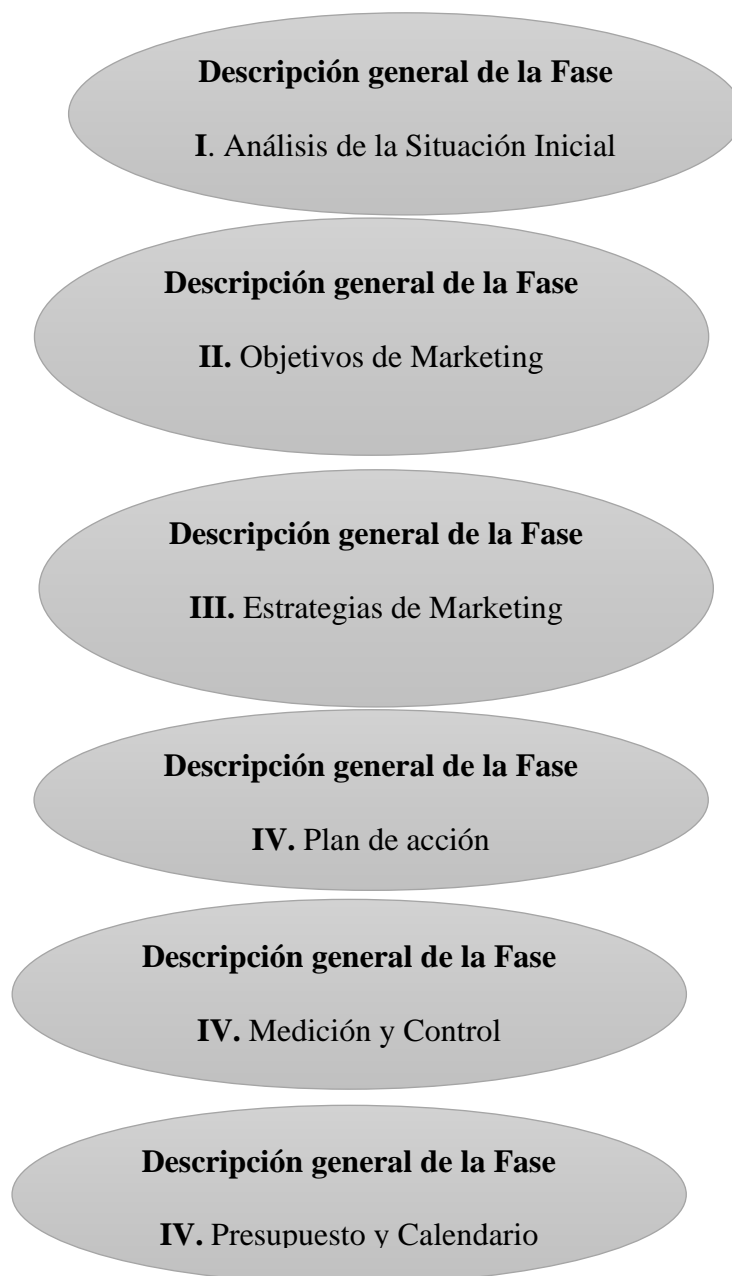 Descripción general de la Fase
I. Análisis de la Situación Inicial
Descripción general de la Fase
II. Objetivos de Marketing
Descripción general de la Fase
III. Estrategias de Marketing
Descripción general de la Fase
IV. Plan de acción
Descripción general de la Fase
IV. Medición y Control
Descripción general de la Fase
IV. Presupuesto y Calendario